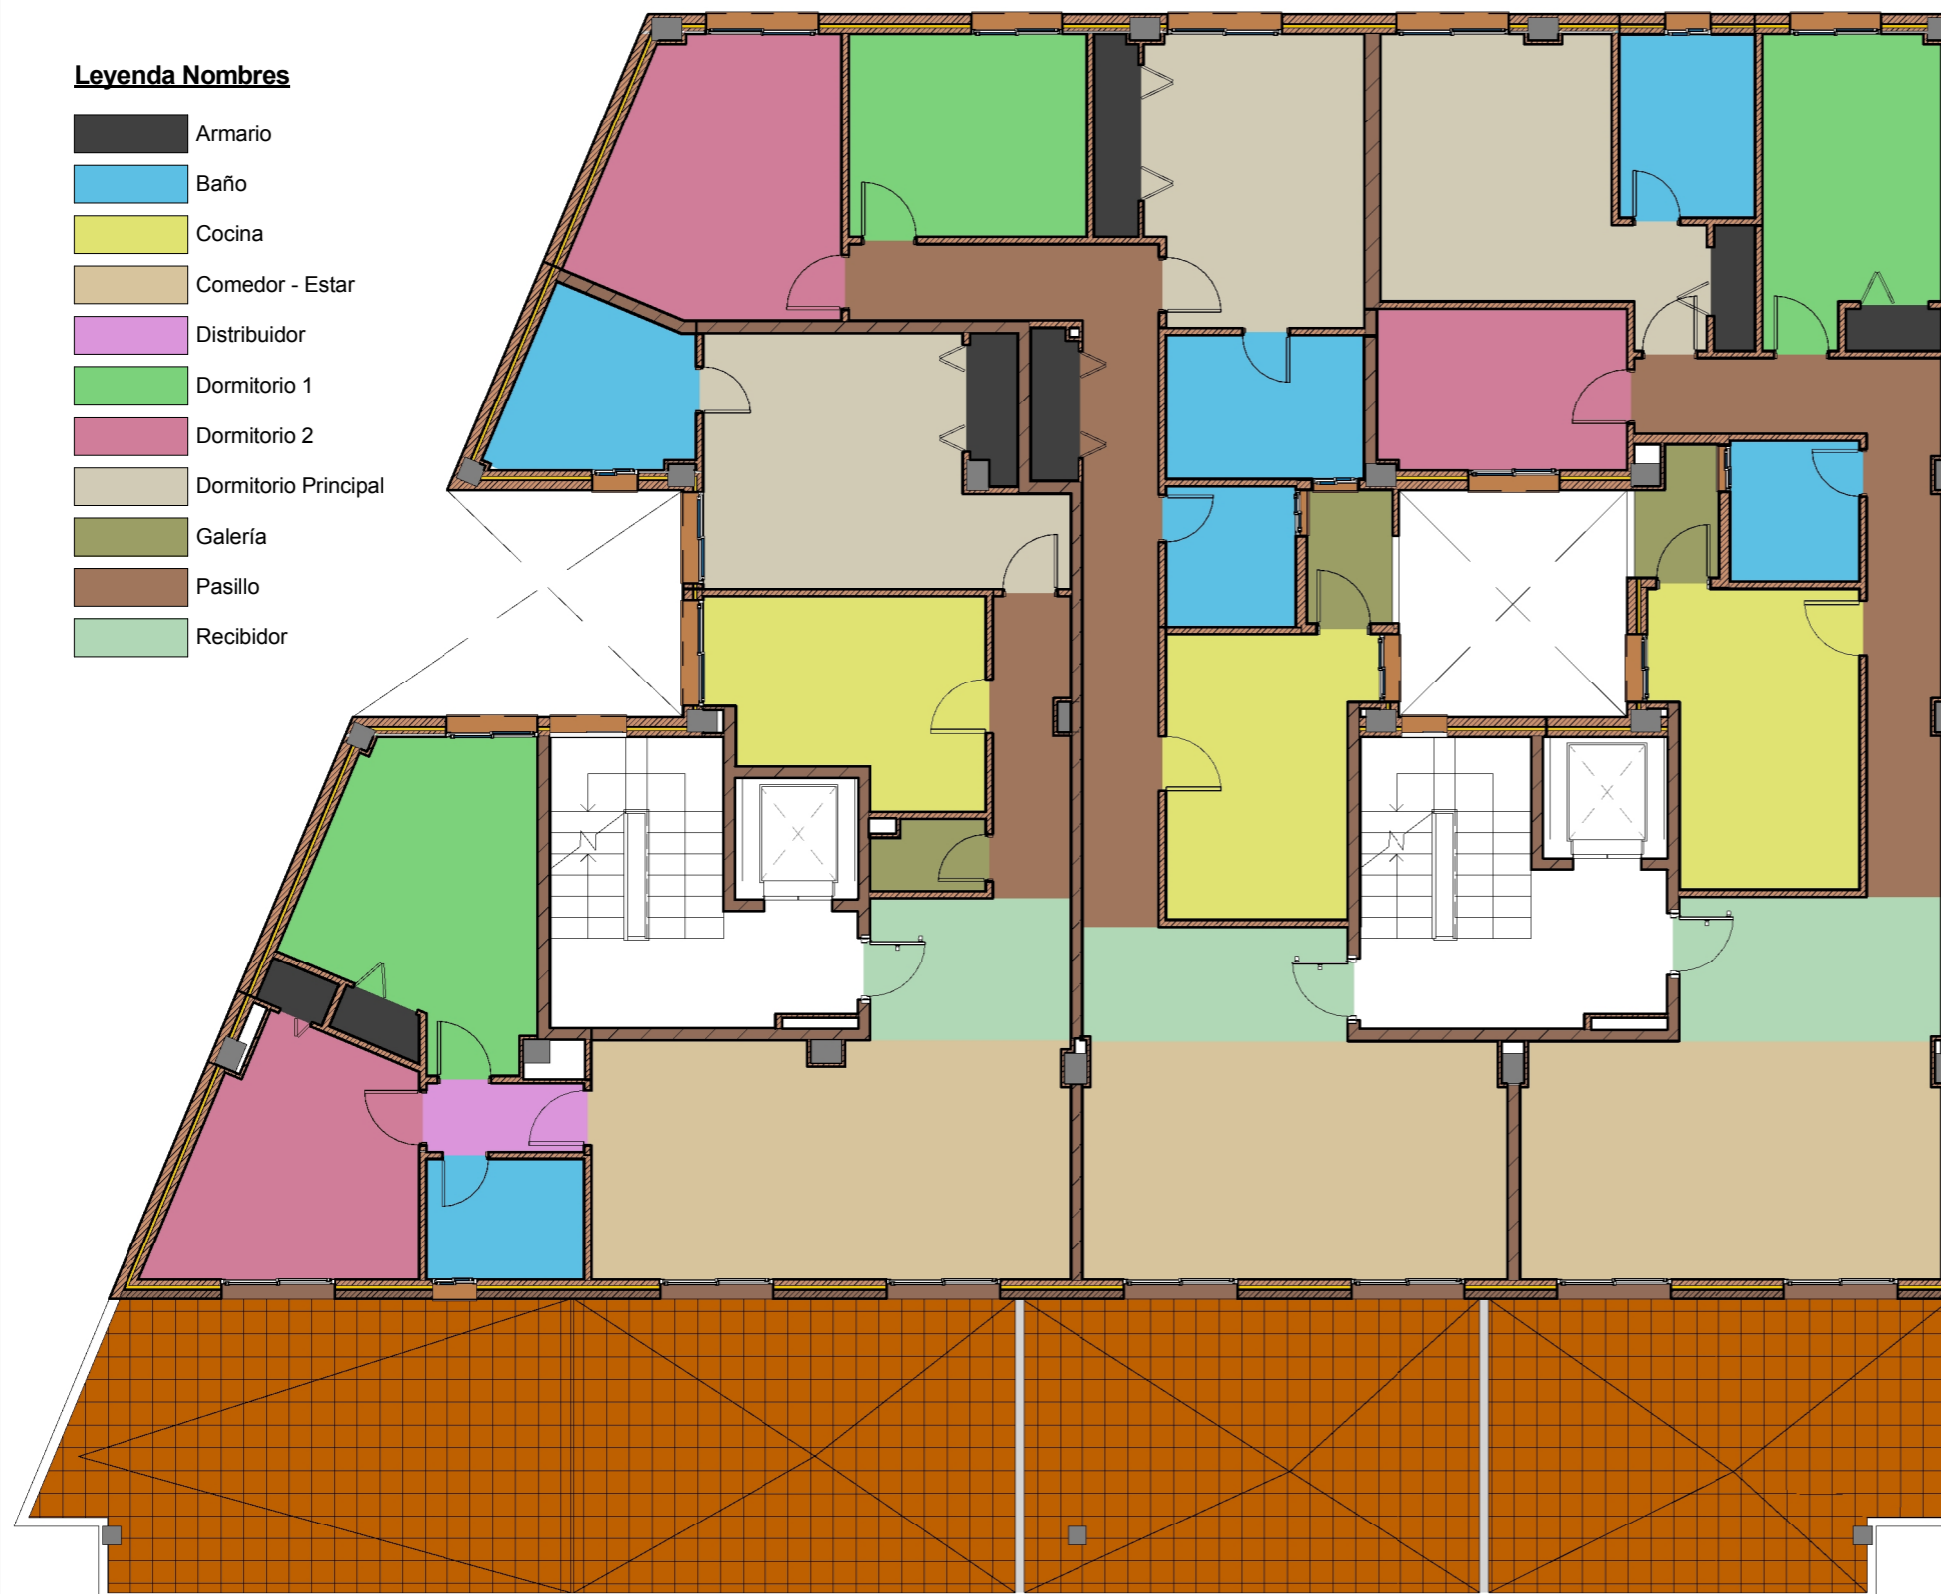 Leyenda Nombres
Armario
Baño
Cocina
Comedor - Estar
Distribuidor
Dormitorio 1
Dormitorio 2
Dormitorio Principal
Galería
Pasillo
Recibidor